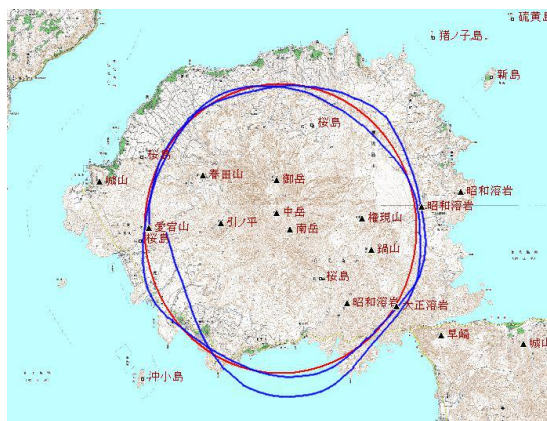 硫黄島
猪ノ子島
新島
桜島
桜島
春田山
御岳
城山
昭和溶岩
昭和溶岩
中岳
権現山
引ノ平
愛宕山
南岳
桜島
鍋山
桜島
昭和溶岩
大正溶岩
早崎
城山
沖小島